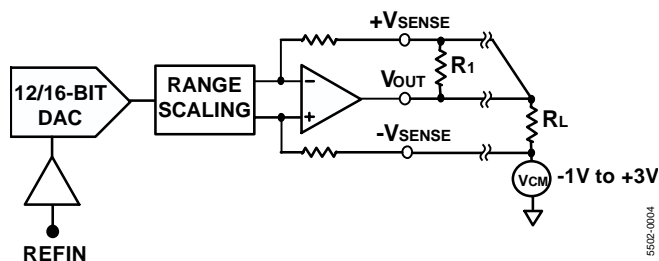 +VSENSE
12/16-BIT
DAC
RANGE
SCALING
−
+
VOUT
R1
RL
-VSENSE
VCM
-1V to +3V
REFIN
5502-0004